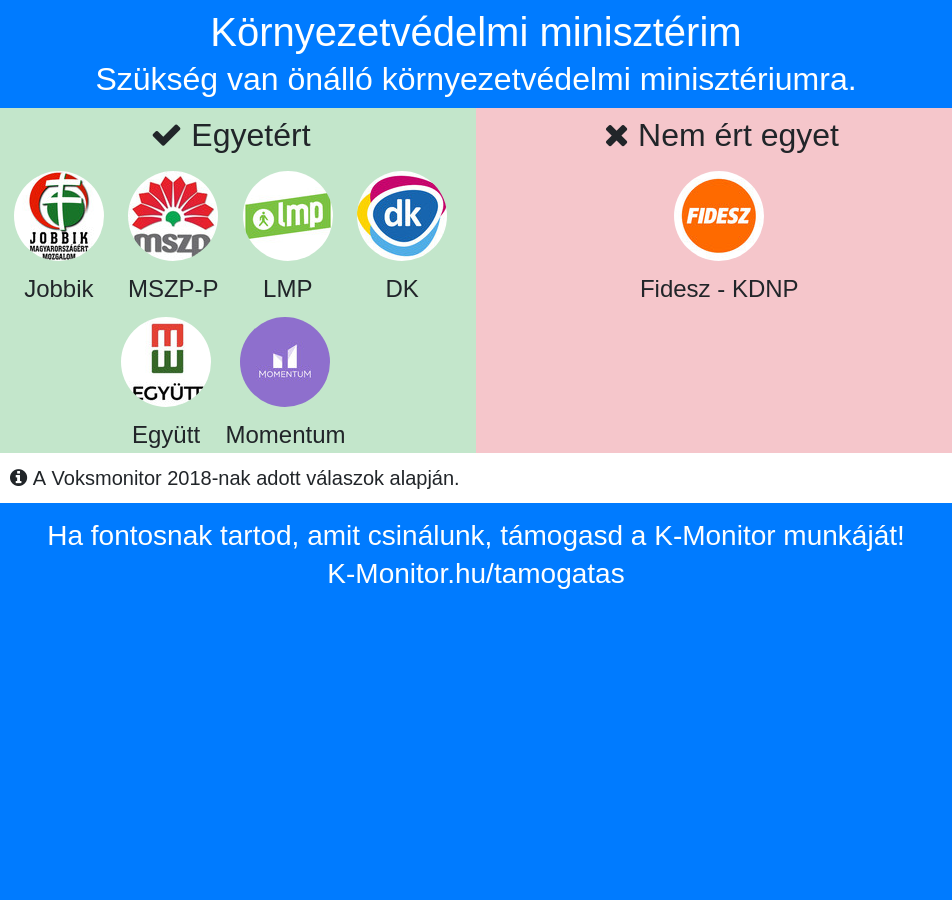 Környezetvédelmi minisztérim
Szükség van önálló környezetvédelmi minisztériumra.
Egyetért
Nem ért egyet
JOBBIK
MAGYARORSZÁGÉRT
MOZGALOM
mszp
lmp
dk
FIDESZ
Jobbik
MSZP-P
LMP
DK
Fidesz - KDNP
EGYÜTT
MOMENTUM
Együtt
Momentum
A Voksmonitor 2018-nak adott válaszok alapján.
Ha fontosnak tartod, amit csinálunk, támogasd a K-Monitor munkáját!
K-Monitor.hu/tamogatas